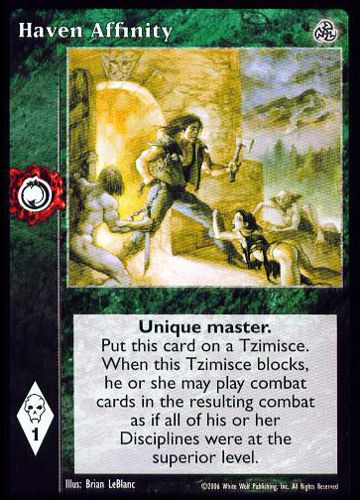 Haven Affinity
Unique master.
Put this card on a Tzimisce.
When this Tzimisce blocks,
he or she may play combat
cards in the resulting combat
as if all of his or her
Disciplines were at the
superior level.
1
Illus: Brian LeBlanc
©2006 White Wolf Publishing, Inc. All Rights Reserved